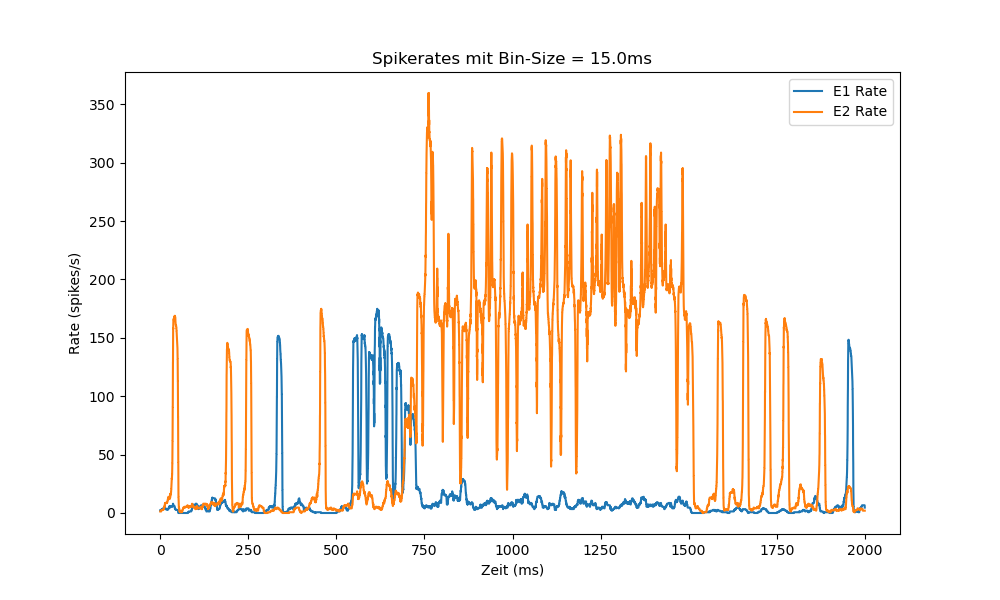 Spikerates mit Bin-Size = 15.0ms
E1 Rate
E2 Rate
350
300
250
200
150
100
50
0
Rate (spikes/s)
0 250 500 750 1000 1250 1500 1750 2000
Zeit (ms)